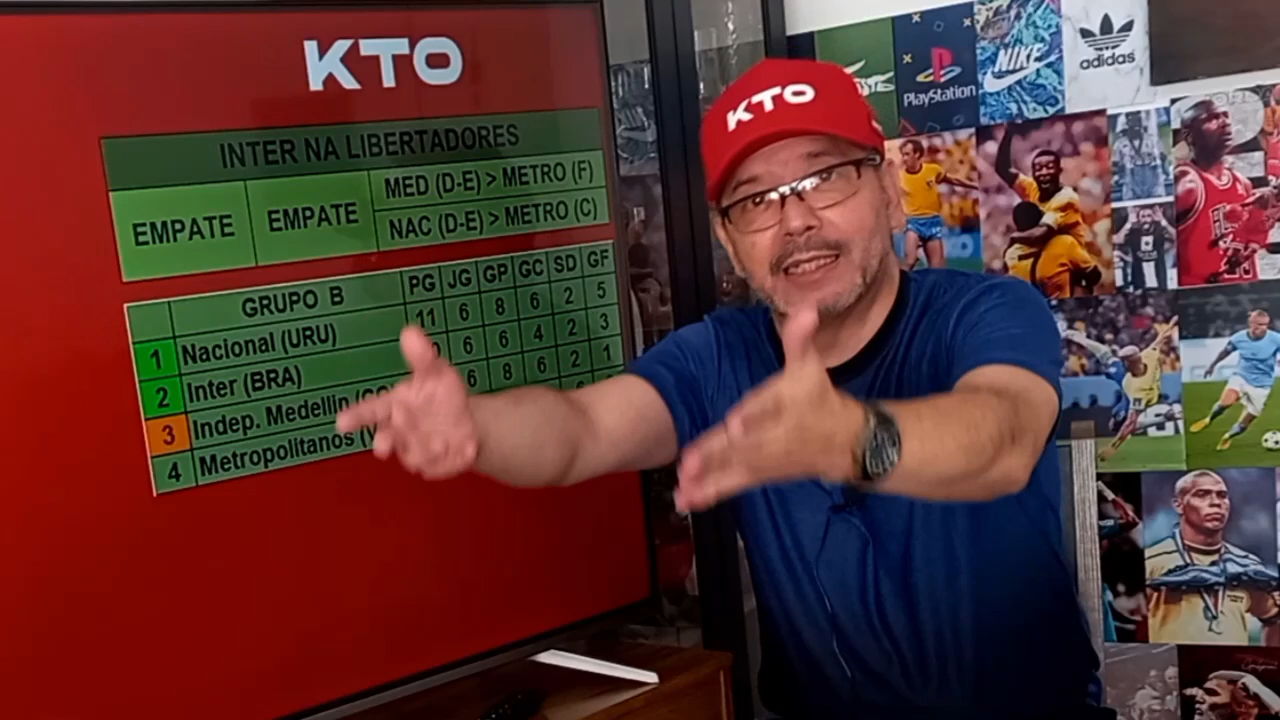 KTO
INTER NA LIBERTADORES
EMPATE EMPATE MED (D-E) > METRO (F)
NAC (D-E) > METRO (C)
GRUPO B PG JG GP GC SD GF
1 Nacional (URU) 11 6 8 6 2 5
2 Inter (BRA) 6 6 4 2 3
3 Indep. Medellin 6 8 6 2 1
4 Metropolitanos
KTO
PlayStation
NIKE
adidas